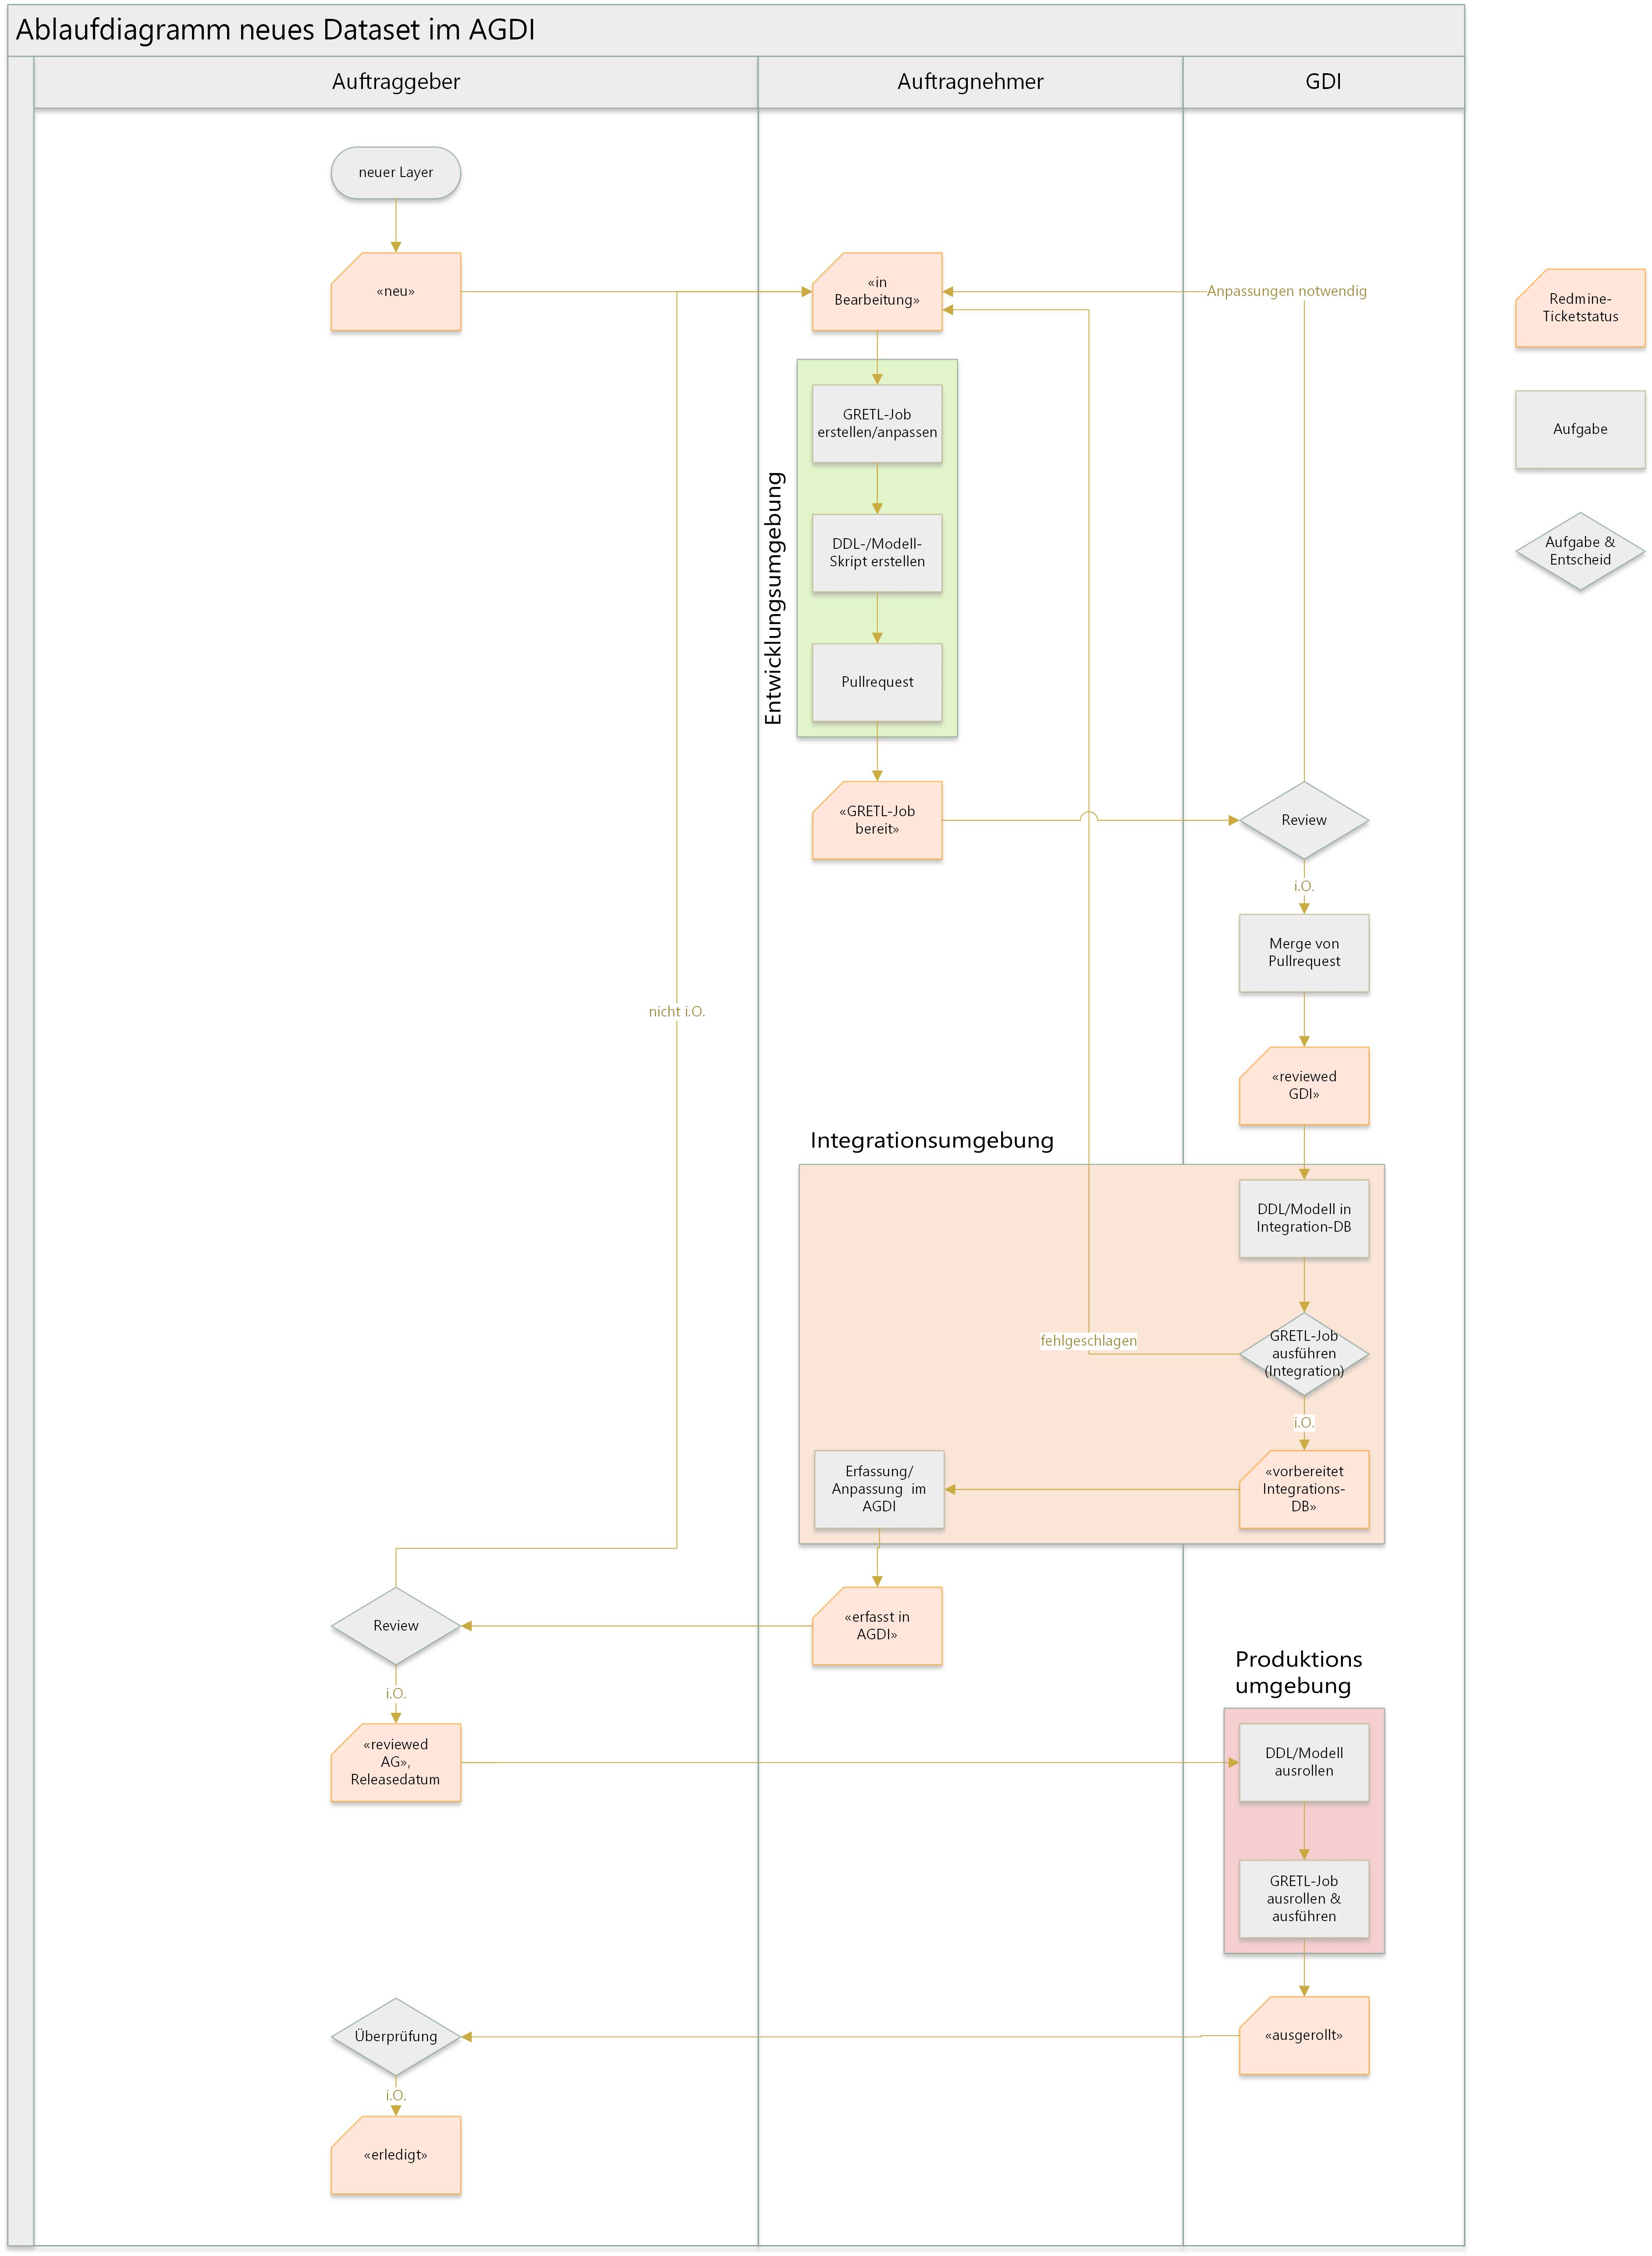 Ablaufdiagramm neues Dataset im AGDI
Auftraggeber
Auftragnehmer
GDI
neuer Layer
«neu»
«in
Bearbeitung»
Anpassungen notwendig
Redmine-
Ticketstatus
Aufgabe
Aufgabe &
Entscheid
Entwicklungsumgebung
GRETL-Job
erstellen/anpassen
DDL-/Modell-
Skript erstellen
Pullrequest
«GRETL-Job
bereit»
Review
i.O.
Merge von
Pullrequest
nicht i.O.
«reviewed
GDI»
Integrationsumgebung
DDL/Modell in
Integration-DB
fehlgeschlagen
GRETL-Job
ausführen
(Integration)
i.O.
Erfassung/
Anpassung  im
AGDI
«vorbereitet
Integrations-
DB»
Review
«erfasst in
AGDI»
i.O.
Produktions
umgebung
«reviewed
AG»,
Releasedatum
DDL/Modell
ausrollen
GRETL-Job
ausrollen &
ausführen
Überprüfung
«ausgerollt»
i.O.
«erledigt»